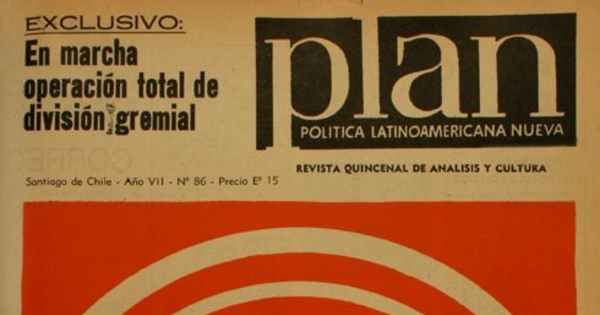 EXCLUSIVO:
En marcha
operación total de
división gremial
plan
POLITICA LATINOAMERICANA NUEVA
REVISTA QUINCENAL DE ANALISIS Y CULTURA
Santiago de Chile - Año VII - Nº 86 - Precio Eº 15